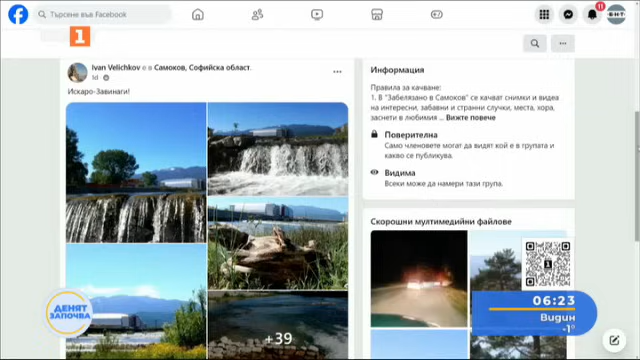 Търсене във Facebook
11
БНТ
1
Ivan Velichkov е в Самоков, Софийска област.
1d
Искаро-Завинаги!
+39
Информация
Правила за качване:
1. В "Забелязано в Самоков" се качват снимки и видеа
на интересни, забавни и странни случки, места, хора,
заснети в любимия ... Вижте повече
Поверителна
Само членовете могат да видят кой е в групата и
какво се публикува.
Видима
Всеки може да намери тази група.
Скорошни мултимедийни файлове
1
ДЕНЯТ
ЗАПОЧВА
06:23
Видин
-1°